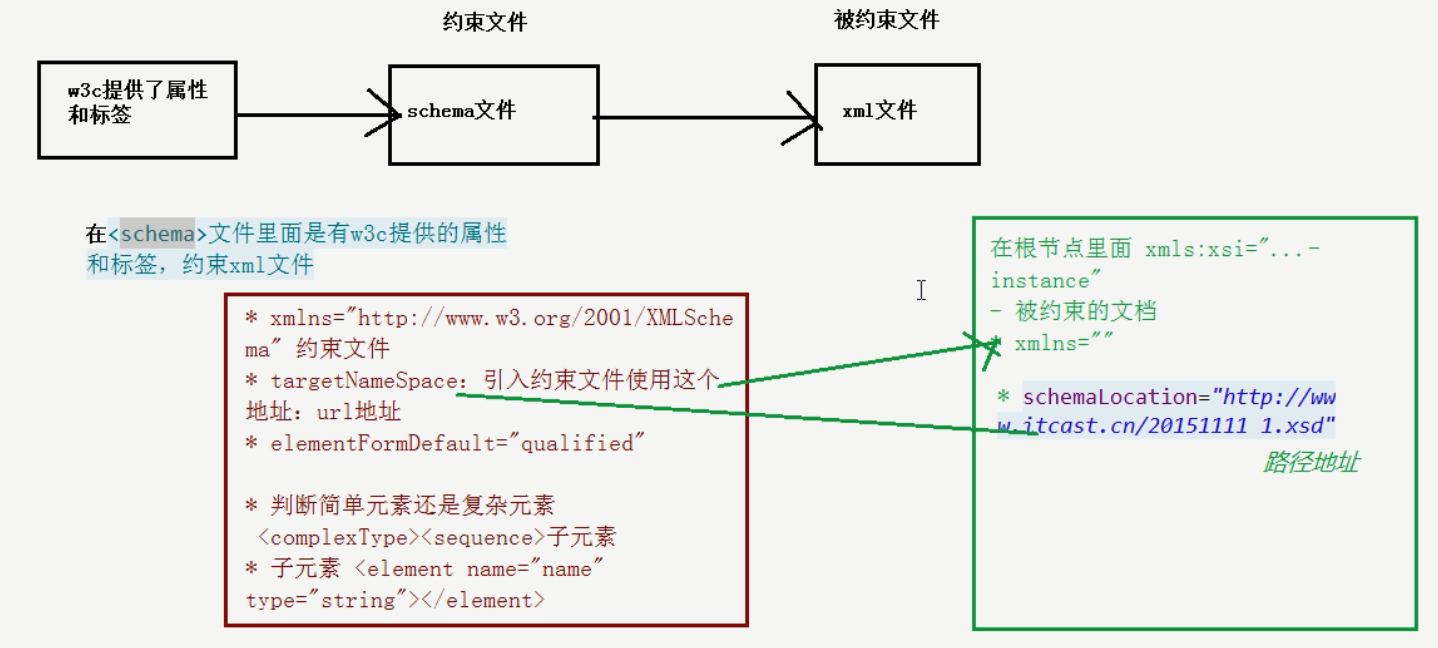 约束文件
被约束文件
w3c提供了属性
和标签
schema文件
xml文件
在<schema>文件里面是有w3c提供的属性
和标签，约束xml文件
* xmlns="http://www.w3.org/2001/XMLSche
ma" 约束文件
* targetNameSpace：引入约束文件使用这个
地址：url地址
* elementFormDefault="qualified"
* 判断简单元素还是复杂元素
<complexType><sequence>子元素
* 子元素 <element name="name"
type="string"></element>
在根节点里面 xmls:xsi="...-
instance"
- 被约束的文档
* xmlns=""
* schemaLocation="http://ww
w.itcast.cn/20151111 1.xsd"
路径地址